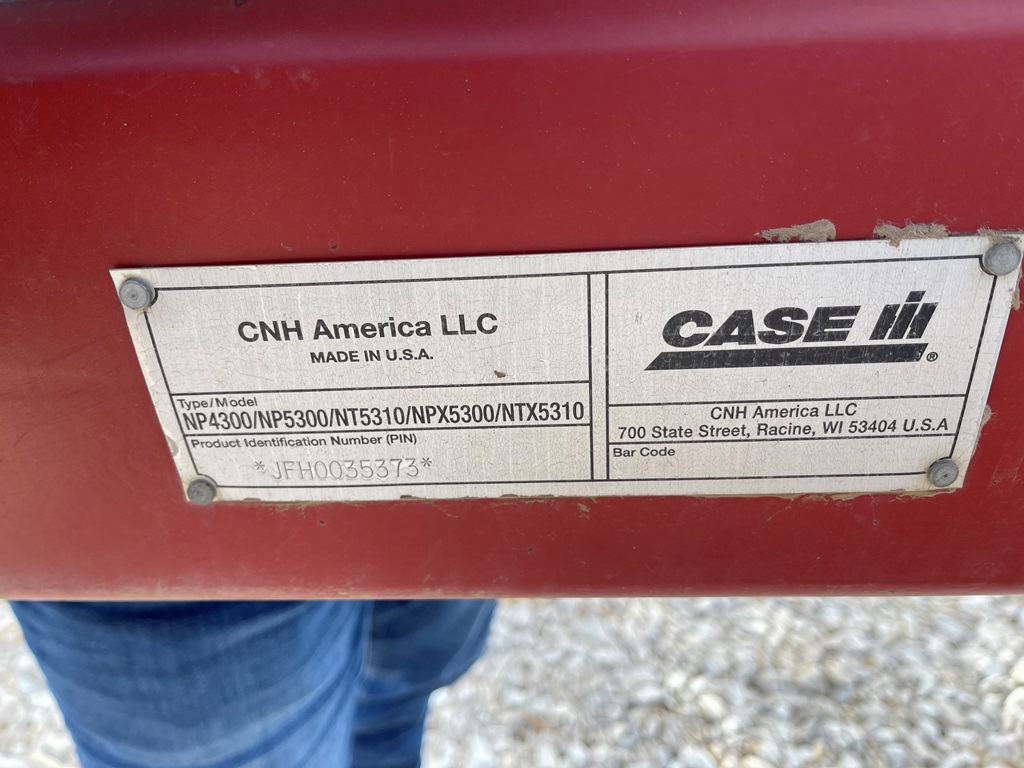 CNH America LLC
MADE IN U.S.A.
Type/Model
NP4300/NP5300/NT5310/NPX5300/NTX5310
Product Identification Number (PIN)
*JFH0035373*
CASE IH®
CNH America LLC
700 State Street, Racine, WI 53404 U.S.A
Bar Code